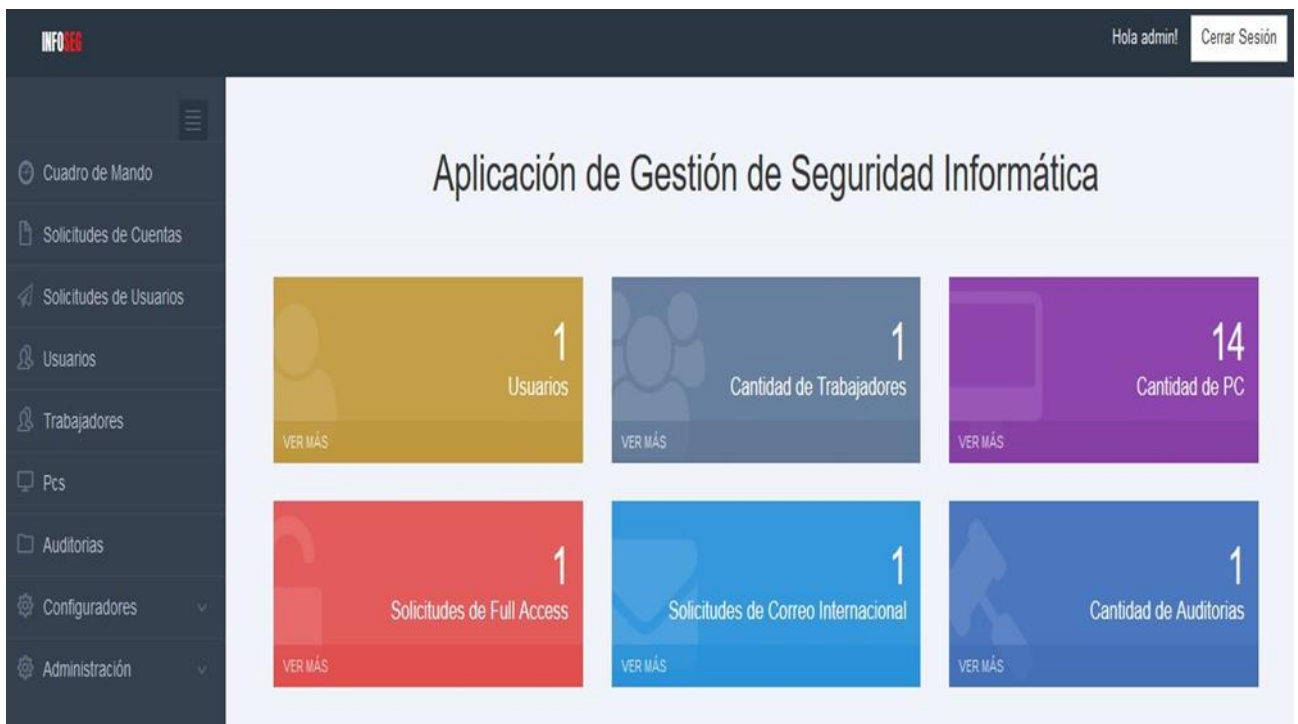 INFOSEG
Hola admin!
Cerrar Sesión
Cuadro de Mando
Solicitudes de Cuentas
Solicitudes de Usuarios
Usuarios
Trabajadores
Pcs
Auditorias
Configuradores
Administración
Aplicación de Gestión de Seguridad Informática
1
Usuarios
VER MÁS
1
Cantidad de Trabajadores
VER MÁS
14
Cantidad de PC
VER MÁS
1
Solicitudes de Full Access
VER MÁS
1
Solicitudes de Correo Internacional
VER MÁS
1
Cantidad de Auditorias
VER MÁS